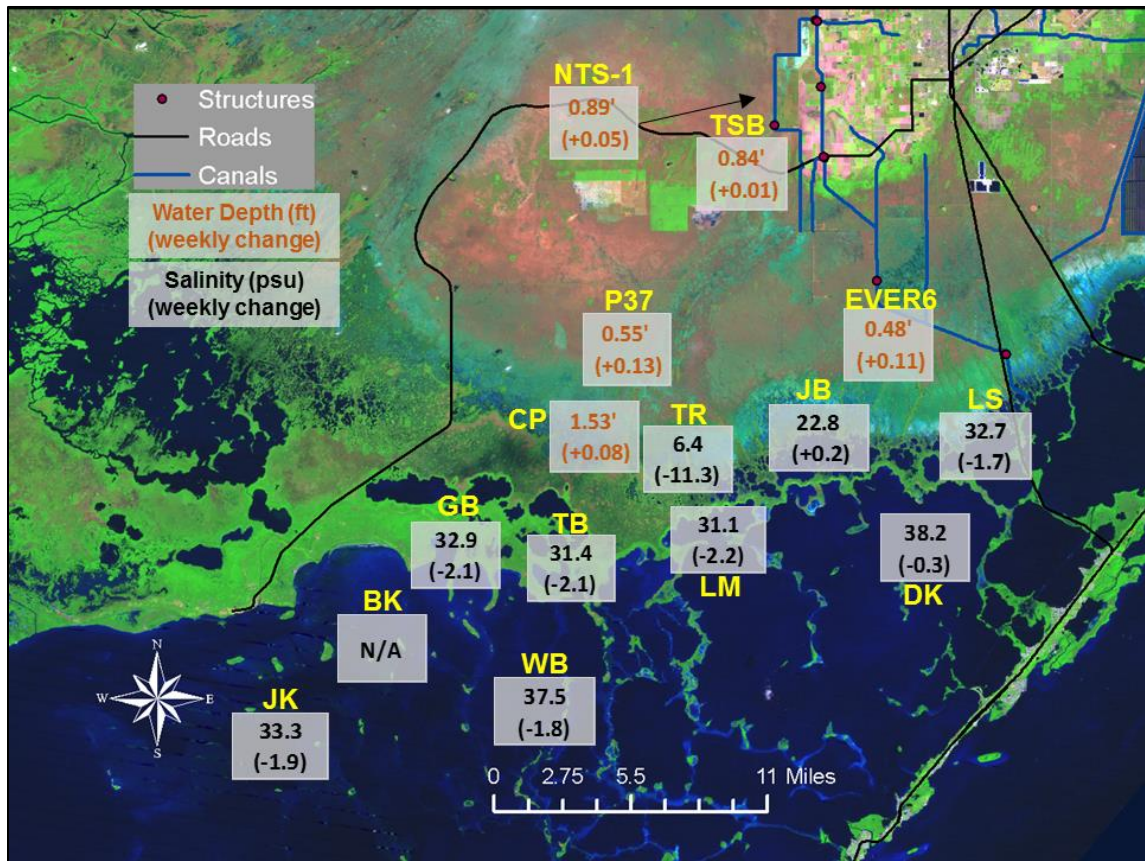 NTS-1
0.89'
(+0.05)
TSB
0.84'
(+0.01)
Structures
Roads
Canals
Water Depth (ft)
(weekly change)
Salinity (psu)
(weekly change)
P37
0.55'
(+0.13)
EVER6
0.48'
(+0.11)
CP
1.53'
(+0.08)
TR
6.4
(-11.3)
JB
22.8
(+0.2)
LS
32.7
(-1.7)
GB
32.9
(-2.1)
TB
31.4
(-2.1)
31.1
(-2.2)
LM
38.2
(-0.3)
DK
BK
N/A
WB
37.5
(-1.8)
JK
33.3
(-1.9)
N
W
E
S
0 2.75 5.5 11 Miles